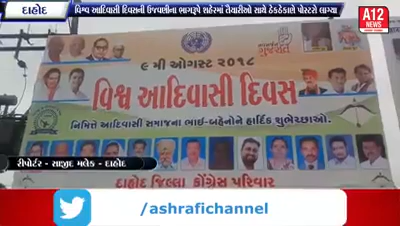 દાહોદ
વિશ્વ આદિવાસી દિવસની ઉજવણીના ભાગરૂપે શહેરમાં તૈયારીઓ સાથે ઠેકઠેકાણે પોસ્ટરો લાગ્યા
A12
NEWS
ગુજરાત
૯ મી ઓગસ્ટ ૨૦૧૮
વિશ્વ આદિવાસી દિવસ
નિમિત્તે આદિવાસી સમાજના ભાઇ-બહેનોને હાર્દિક શુભેચ્છાઓ.
રીપોર્ટર - સાજીદ મલેક - દાહોદ
દાહોદ જિલ્લા કોંગ્રેસ પરિવાર
/ashrafichannel